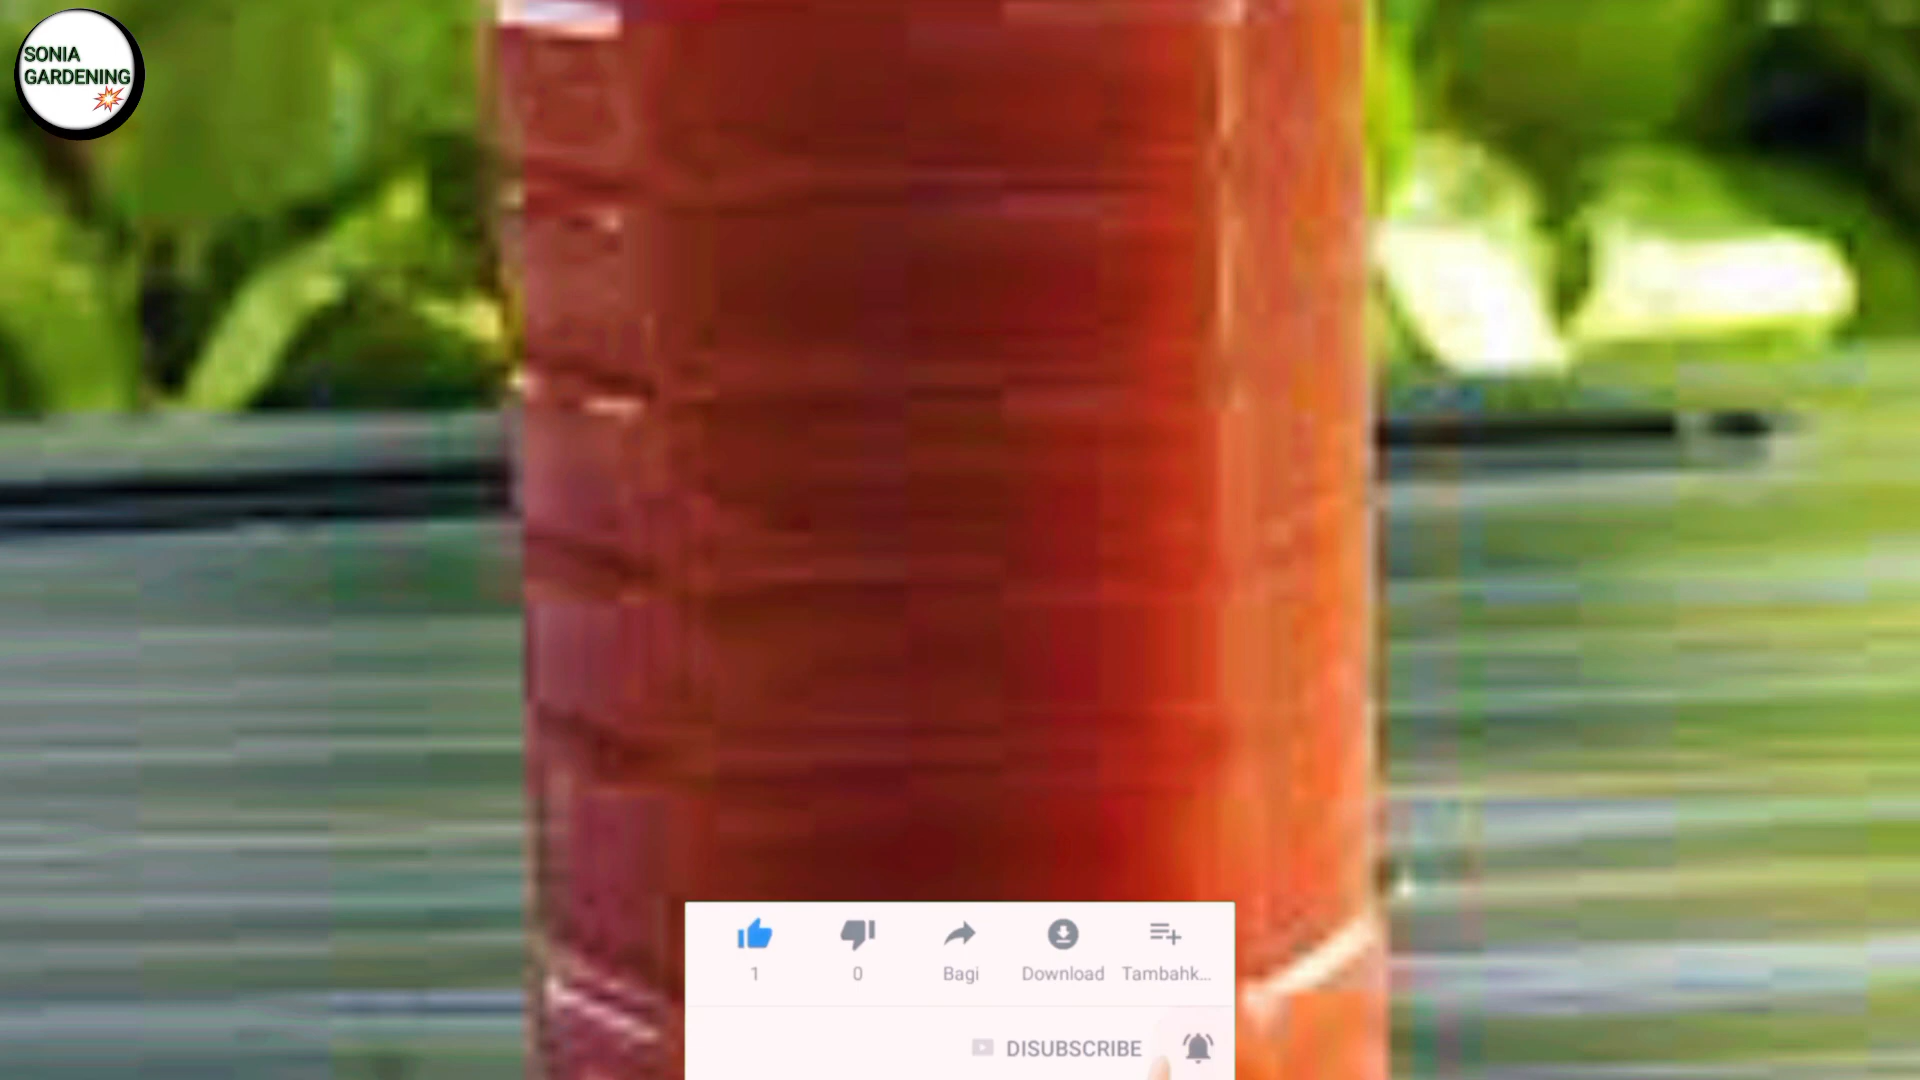 SONIA
GARDENING
1
0
Bagi
Download
Tambahk...
DISUBSCRIBE